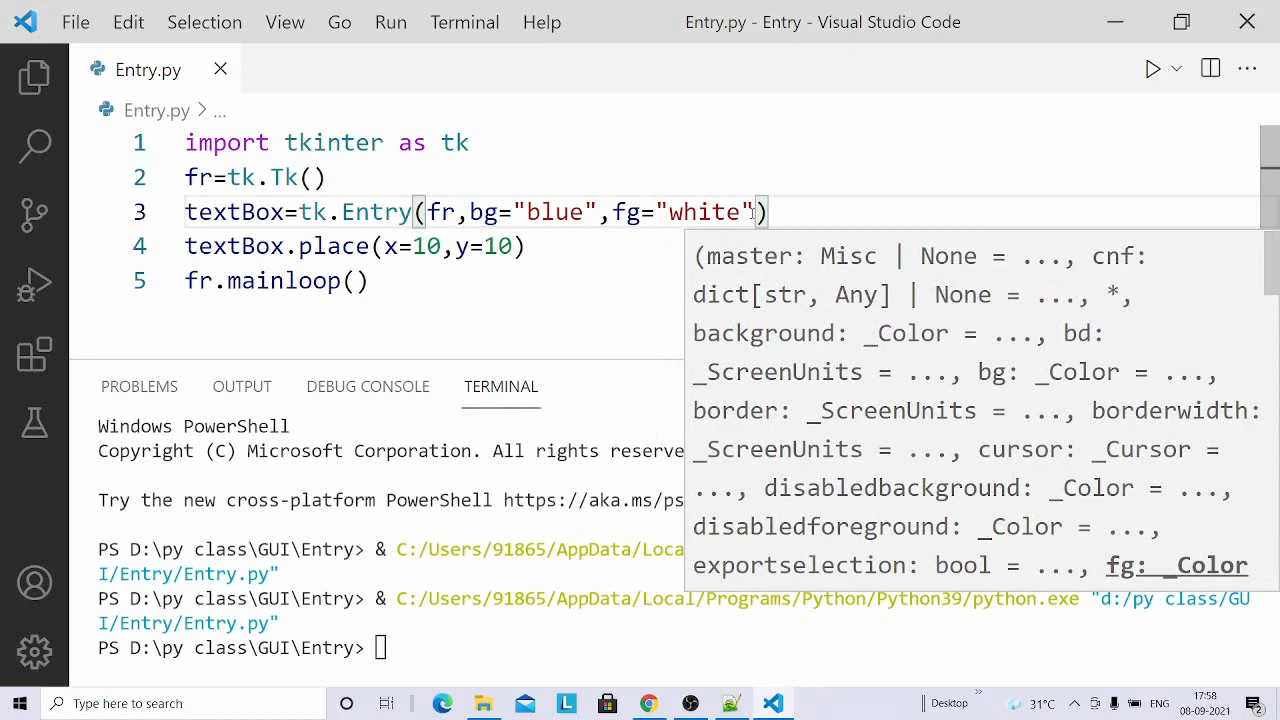 File Edit Selection View Go Run Terminal Help Entry.py - Entry - Visual Studio Code
Entry.py
Entry.py > ...
1 import tkinter as tk
2 fr=tk.Tk()
3 textBox=tk.Entry(fr,bg="blue",fg="white")
4 textBox.place(x=10,y=10)
5 fr.mainloop()
(master: Misc | None = ..., cnf:
dict[str, Any] | None = ..., *,
background: _Color = ..., bd:
_ScreenUnits = ..., bg: _Color = ...,
border: _ScreenUnits = ..., borderwidth:
_ScreenUnits = ..., cursor: _Cursor =
..., disabledbackground: _Color = ...,
disabledforeground: _Color = ...,
exportselection: bool = ..., fg: _Color
PROBLEMS OUTPUT DEBUG CONSOLE TERMINAL
Windows PowerShell
Copyright (C) Microsoft Corporation. All rights reserve
Try the new cross-platform PowerShell https://aka.ms/ps
PS D:\py class\GUI\Entry> & C:/Users/91865/AppData/Loca
I/Entry/Entry.py"
PS D:\py class\GUI\Entry> & C:/Users/91865/AppData/Local/Programs/Python/Python39/python.exe "d:/py class/GU
I/Entry/Entry.py"
PS D:\py class\GUI\Entry>
Type here to search
Desktop
31°C
ENG
17:58
08-09-2021
2